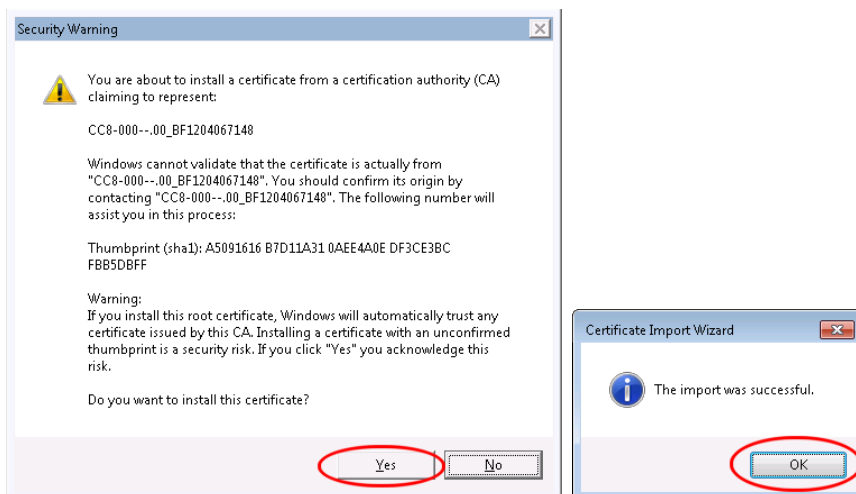 Security Warning
You are about to install a certificate from a certification authority (CA)
claiming to represent:
CC8-000--.00_BF1204067148
Windows cannot validate that the certificate is actually from
"CC8-000--.00_BF1204067148". You should confirm its origin by
contacting "CC8-000--.00_BF1204067148". The following number will
assist you in this process:
Thumbprint (sha1): A5091616 B7D11A31 0AEE4A0E DF3CE3BC
FBB5DBFF
Warning:
If you install this root certificate, Windows will automatically trust any
certificate issued by this CA. Installing a certificate with an unconfirmed
thumbprint is a security risk. If you click "Yes" you acknowledge this
risk.
Do you want to install this certificate?
Yes
No
Certificate Import Wizard
The import was successful.
OK